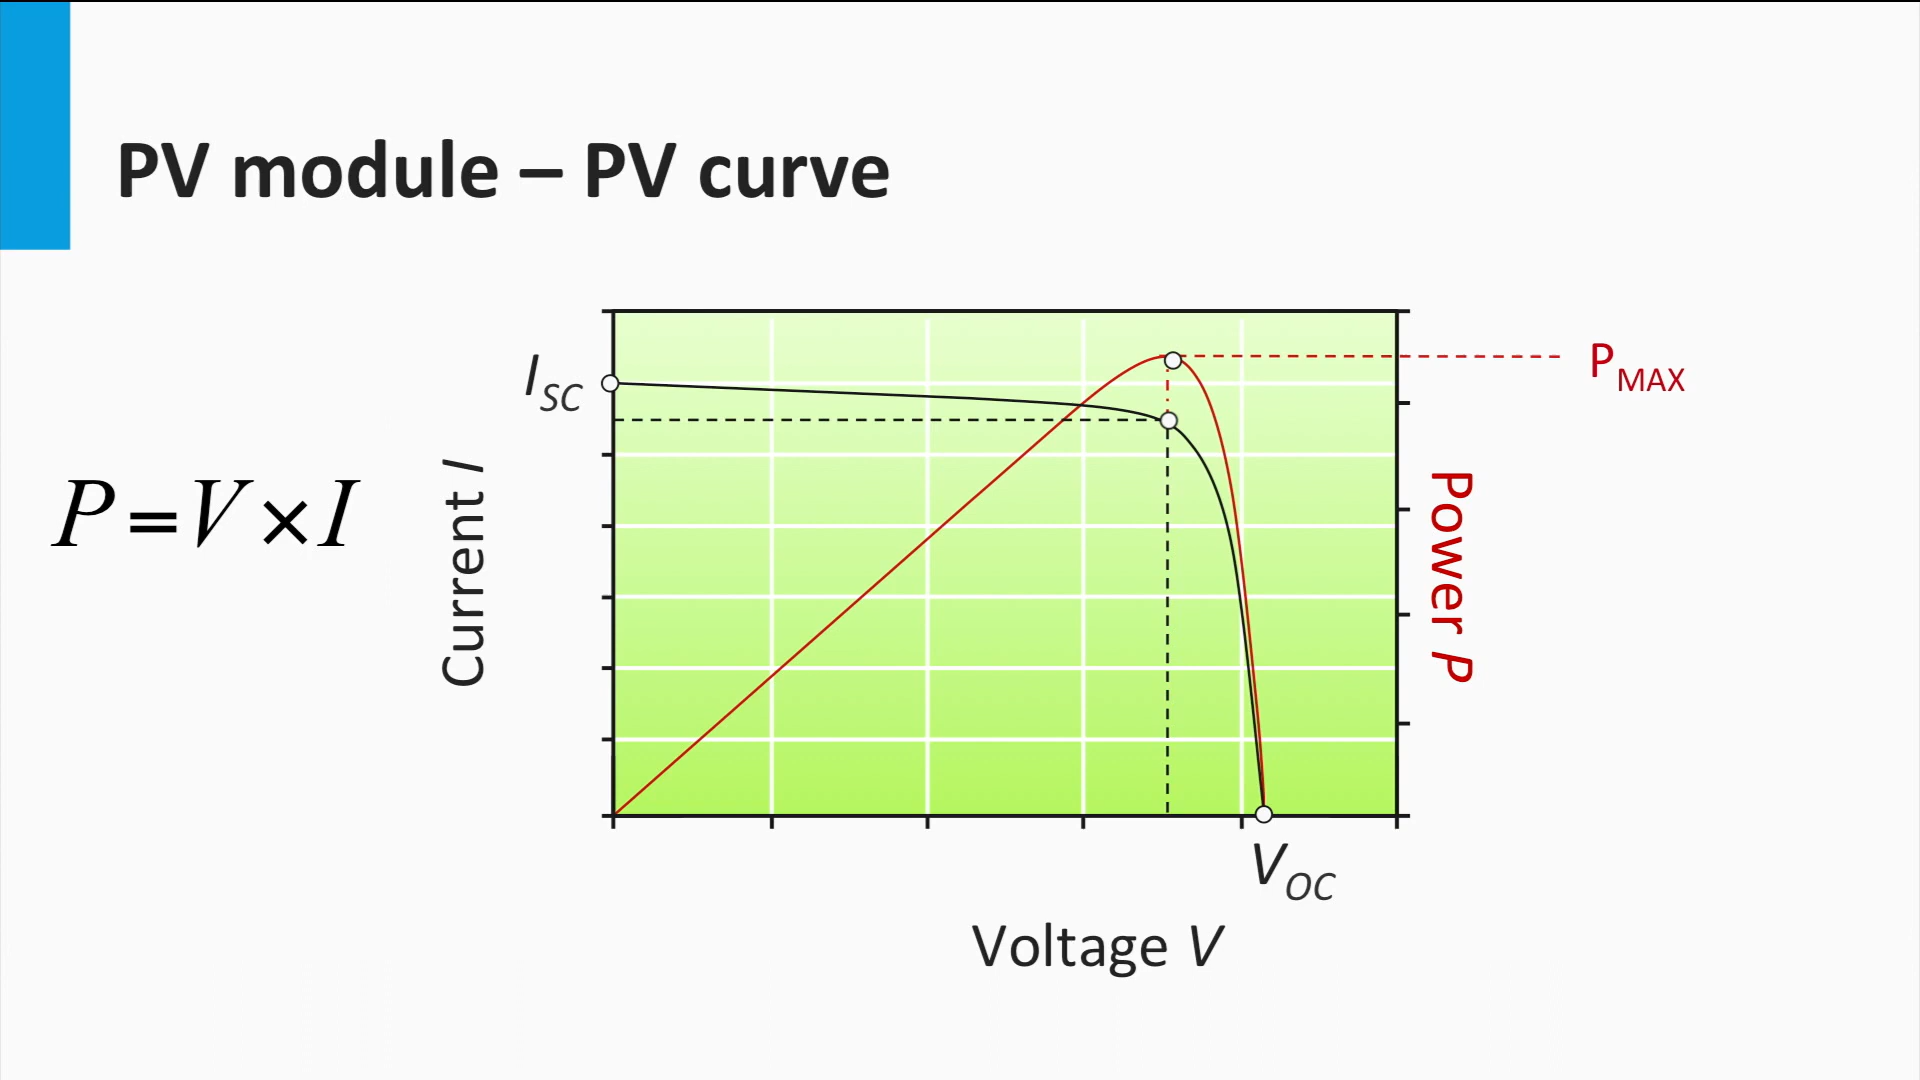 PV module – PV curve
P = V × I
Current I
I_SC
P_MAX
Power P
V_OC
Voltage V